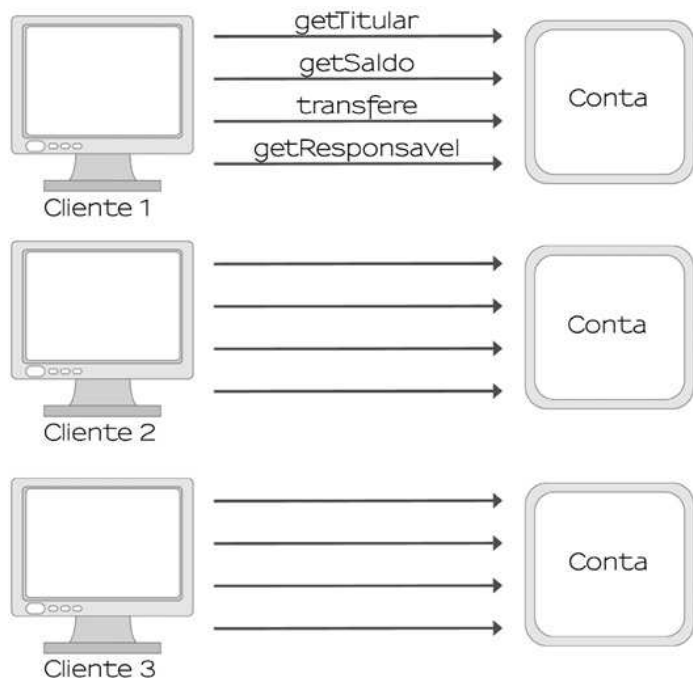 getTitular
getSaldo
transfere
getResponsavel
Conta
Cliente 1
Conta
Cliente 2
Conta
Cliente 3